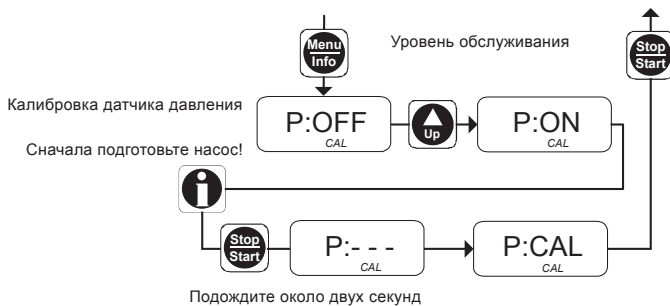 Menu
Info
Уровень обслуживания
Stop
Start
Калибровка датчика давления
P:OFF
CAL
Up
P:ON
CAL
Сначала подготовьте насос!
i
Stop
Start
P:- - -
CAL
P:CAL
CAL
Подождите около двух секунд